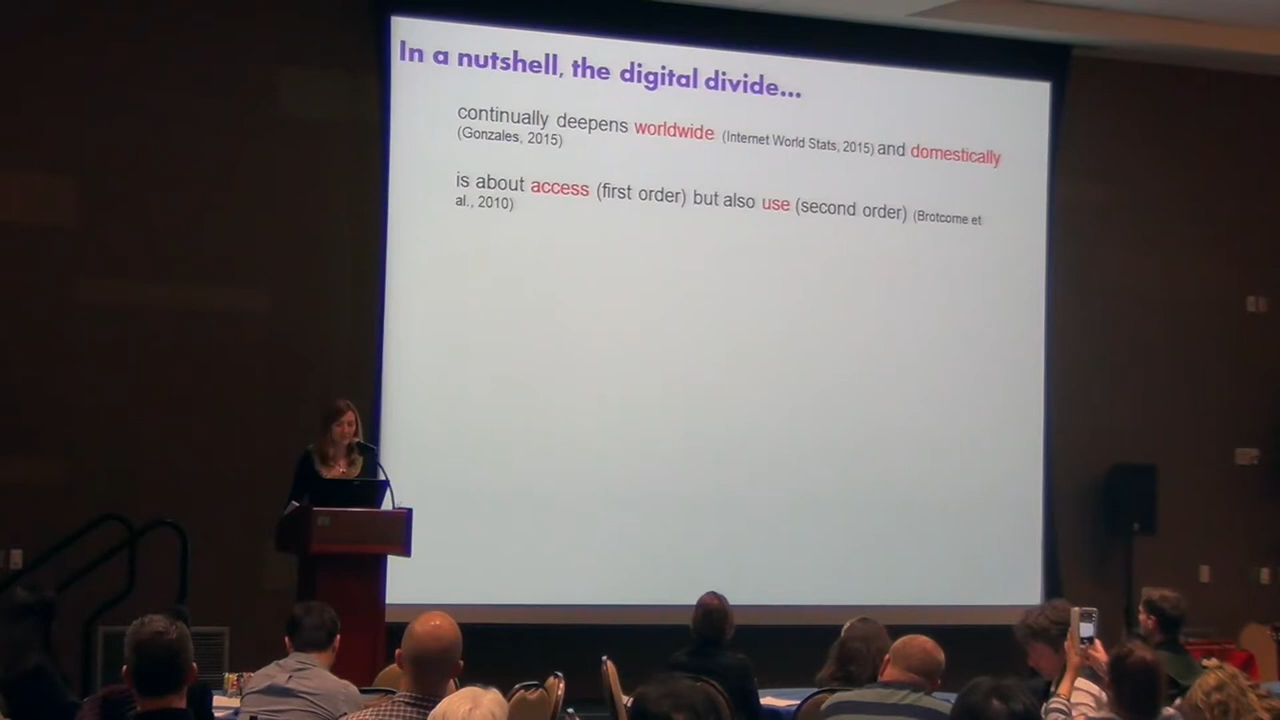 In a nutshell, the digital divide...
continually deepens worldwide (Internet World Stats, 2015) and domestically
(Gonzales, 2015)
is about access (first order) but also use (second order) (Brotcorne et
al., 2010)